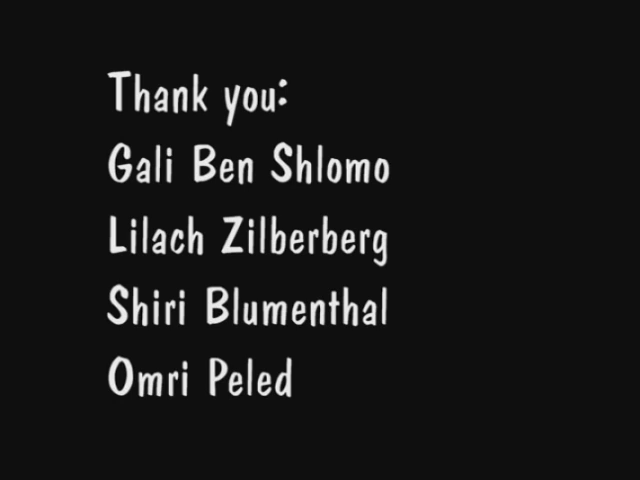 Thank you:
Gali Ben Shlomo
Lilach Zilberberg
Shiri Blumenthal
Omri Peled